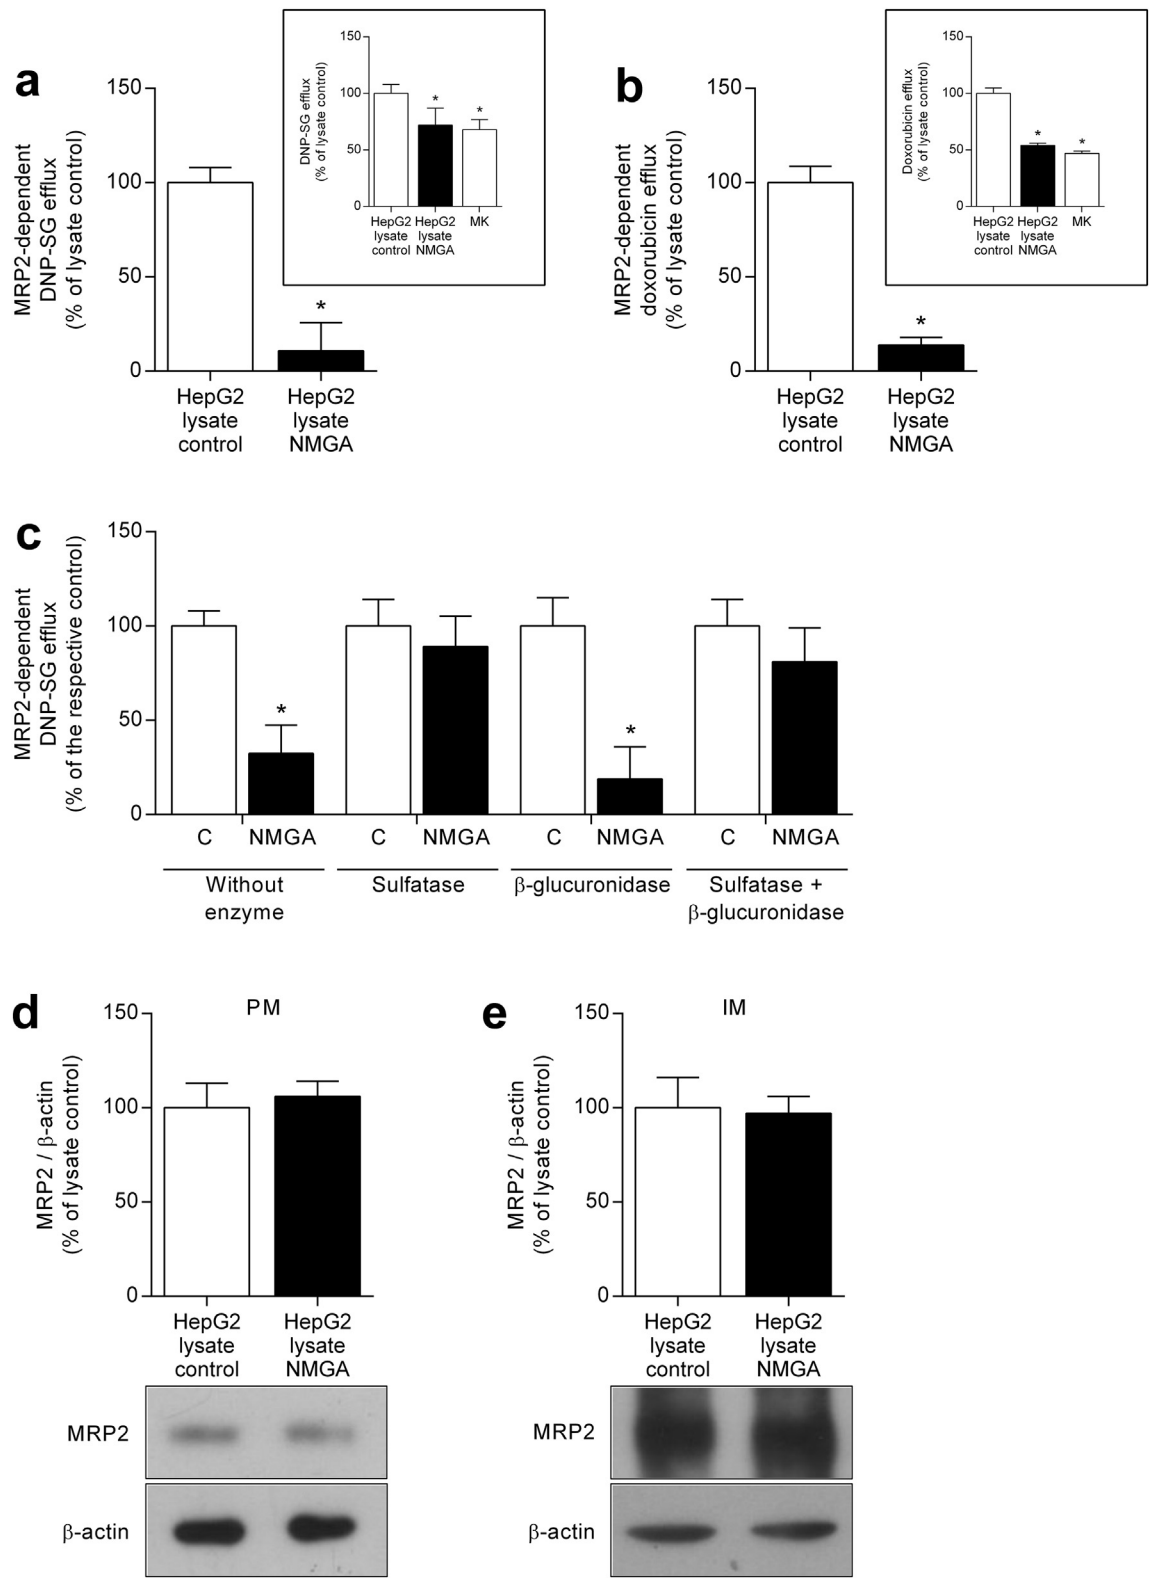 a
MRP2-dependent
DNP-SG efflux
(% of lysate control)
150
100
50
0
*
HepG2
lysate
control
HepG2
lysate
NMGA
DNP-SG efflux
(% of lysate control)
150
100
50
0
*
*
HepG2
lysate
control
HepG2
lysate
NMGA
MK
b
MRP2-dependent
doxorubicin efflux
(% of lysate control)
150
100
50
0
*
HepG2
lysate
control
HepG2
lysate
NMGA
Doxorubicin efflux
(% of lysate control)
150
100
50
0
*
*
HepG2
lysate
control
HepG2
lysate
NMGA
MK
c
MRP2-dependent
DNP-SG efflux
(% of the respective control)
150
100
50
0
*
*
C NMGA C NMGA C NMGA C NMGA
Without
enzyme
Sulfatase
β-glucuronidase
Sulfatase +
β-glucuronidase
d
PM
MRP2 / β-actin
(% of lysate control)
150
100
50
0
HepG2
lysate
control
HepG2
lysate
NMGA
MRP2
β-actin
e
IM
MRP2 / β-actin
(% of lysate control)
150
100
50
0
HepG2
lysate
control
HepG2
lysate
NMGA
MRP2
β-actin